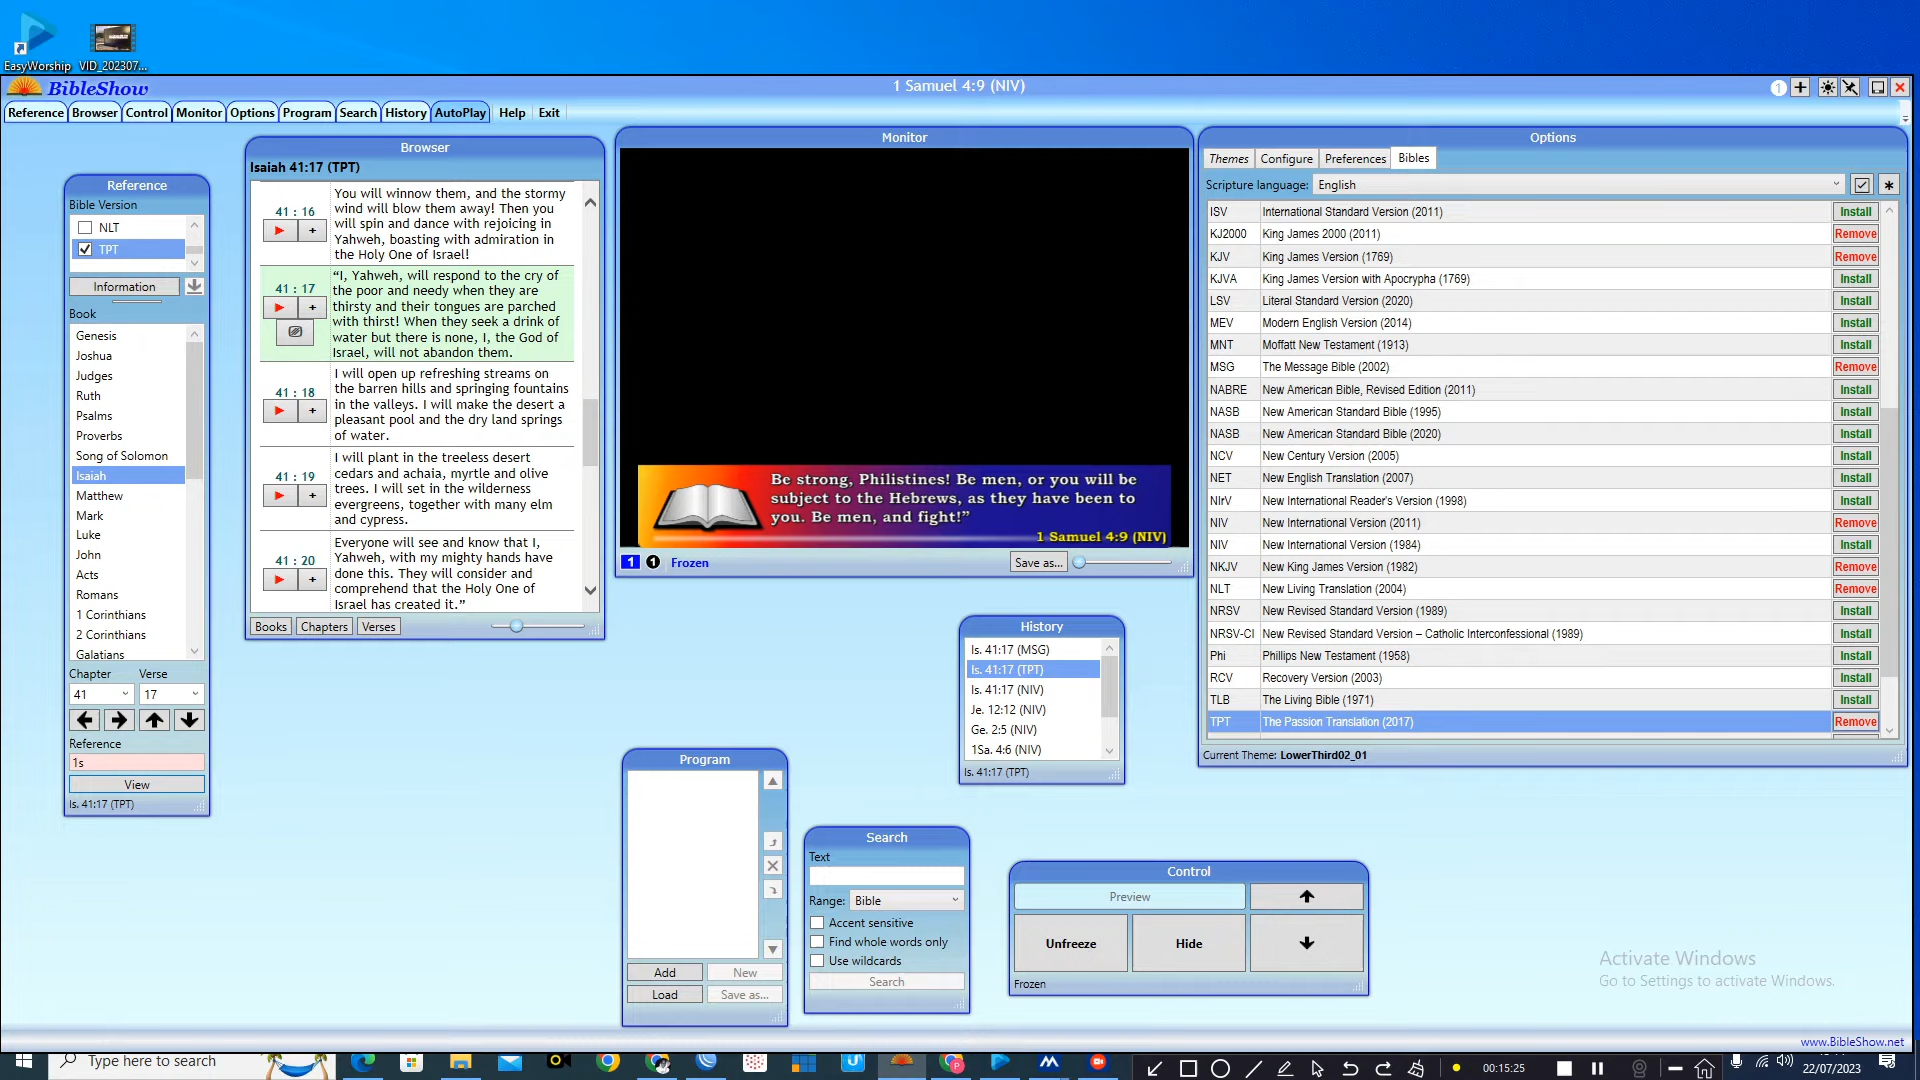 EasyWorship
VID_202307...
BibleShow
1 Samuel 4:9 (NIV)
1
Reference
Browser
Control
Monitor
Options
Program
Search
History
AutoPlay
Help
Exit
Reference
Bible Version
NLT
TPT
Information
Book
Genesis
Joshua
Judges
Ruth
Psalms
Proverbs
Song of Solomon
Isaiah
Matthew
Mark
Luke
John
Acts
Romans
1 Corinthians
2 Corinthians
Galatians
Chapter
Verse
41
17
Reference
1s
View
Is. 41:17 (TPT)
Browser
Isaiah 41:17 (TPT)
41 : 16
You will winnow them, and the stormy
wind will blow them away! Then you
will spin and dance with rejoicing in
Yahweh, boasting with admiration in
the Holy One of Israel!
41 : 17
“I, Yahweh, will respond to the cry of
the poor and needy when they are
thirsty and their tongues are parched
with thirst! When they seek a drink of
water but there is none, I, the God of
Israel, will not abandon them.
41 : 18
I will open up refreshing streams on
the barren hills and springing fountains
in the valleys. I will make the desert a
pleasant pool and the dry land springs
of water.
41 : 19
I will plant in the treeless desert
cedars and achaia, myrtle and olive
trees. I will set in the wilderness
evergreens, together with many elm
and cypress.
41 : 20
Everyone will see and know that I,
Yahweh, with my mighty hands have
done this. They will consider and
comprehend that the Holy One of
Israel has created it.”
Books
Chapters
Verses
Monitor
Be strong, Philistines! Be men, or you will be
subject to the Hebrews, as they have been to
you. Be men, and fight!”
1 Samuel 4:9 (NIV)
1
1
Frozen
Save as...
History
Is. 41:17 (MSG)
Is. 41:17 (TPT)
Is. 41:17 (NIV)
Je. 12:12 (NIV)
Ge. 2:5 (NIV)
1Sa. 4:6 (NIV)
Is. 41:17 (TPT)
Program
Add
New
Load
Save as...
Search
Text
Range:
Bible
Accent sensitive
Find whole words only
Use wildcards
Search
Control
Preview
Unfreeze
Hide
Frozen
Options
Themes
Configure
Preferences
Bibles
Scripture language:
English
ISV International Standard Version (2011) Install
KJ2000 King James 2000 (2011) Remove
KJV King James Version (1769) Remove
KJVA King James Version with Apocrypha (1769) Install
LSV Literal Standard Version (2020) Install
MEV Modern English Version (2014) Install
MNT Moffatt New Testament (1913) Install
MSG The Message Bible (2002) Remove
NABRE New American Bible, Revised Edition (2011) Install
NASB New American Standard Bible (1995) Install
NASB New American Standard Bible (2020) Install
NCV New Century Version (2005) Install
NET New English Translation (2007) Install
NIrV New International Reader's Version (1998) Install
NIV New International Version (2011) Remove
NIV New International Version (1984) Install
NKJV New King James Version (1982) Remove
NLT New Living Translation (2004) Remove
NRSV New Revised Standard Version (1989) Install
NRSV-CI New Revised Standard Version – Catholic Interconfessional (1989) Install
Phi Phillips New Testament (1958) Install
RCV Recovery Version (2003) Install
TLB The Living Bible (1971) Install
TPT The Passion Translation (2017) Remove
Current Theme: LowerThird02_01
Activate Windows
Go to Settings to activate Windows.
www.BibleShow.net
Type here to search
00:15:25
22/07/2023